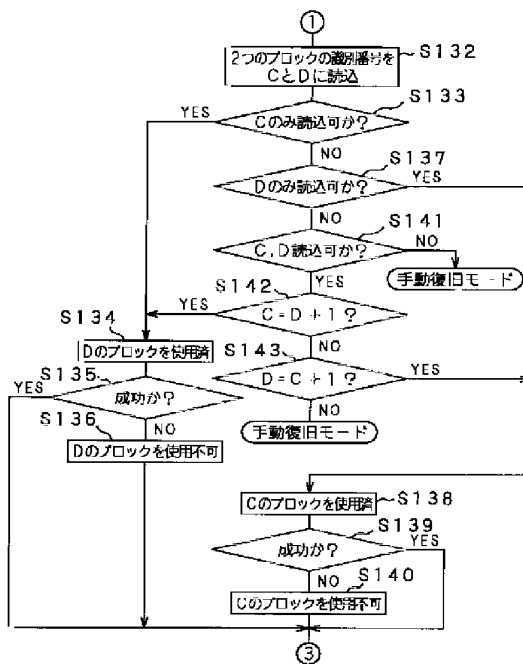 ①
S132
2つのブロックの識別番号を
CとDに読込
S133
YES
Cのみ読込可か?
NO
S137
Dのみ読込可か?
YES
NO
S141
C,D読込可か?
NO
手動復旧モード
YES
S142
YES
C=D+1?
S134
NO
Dのブロックを使用済
S143
D=C+1?
YES
S135
YES
成功か?
NO
手動復旧モード
S136
NO
Dのブロックを使用不可
S138
Cのブロックを使用済
S139
成功か?
YES
NO
S140
Cのブロックを使用不可
③